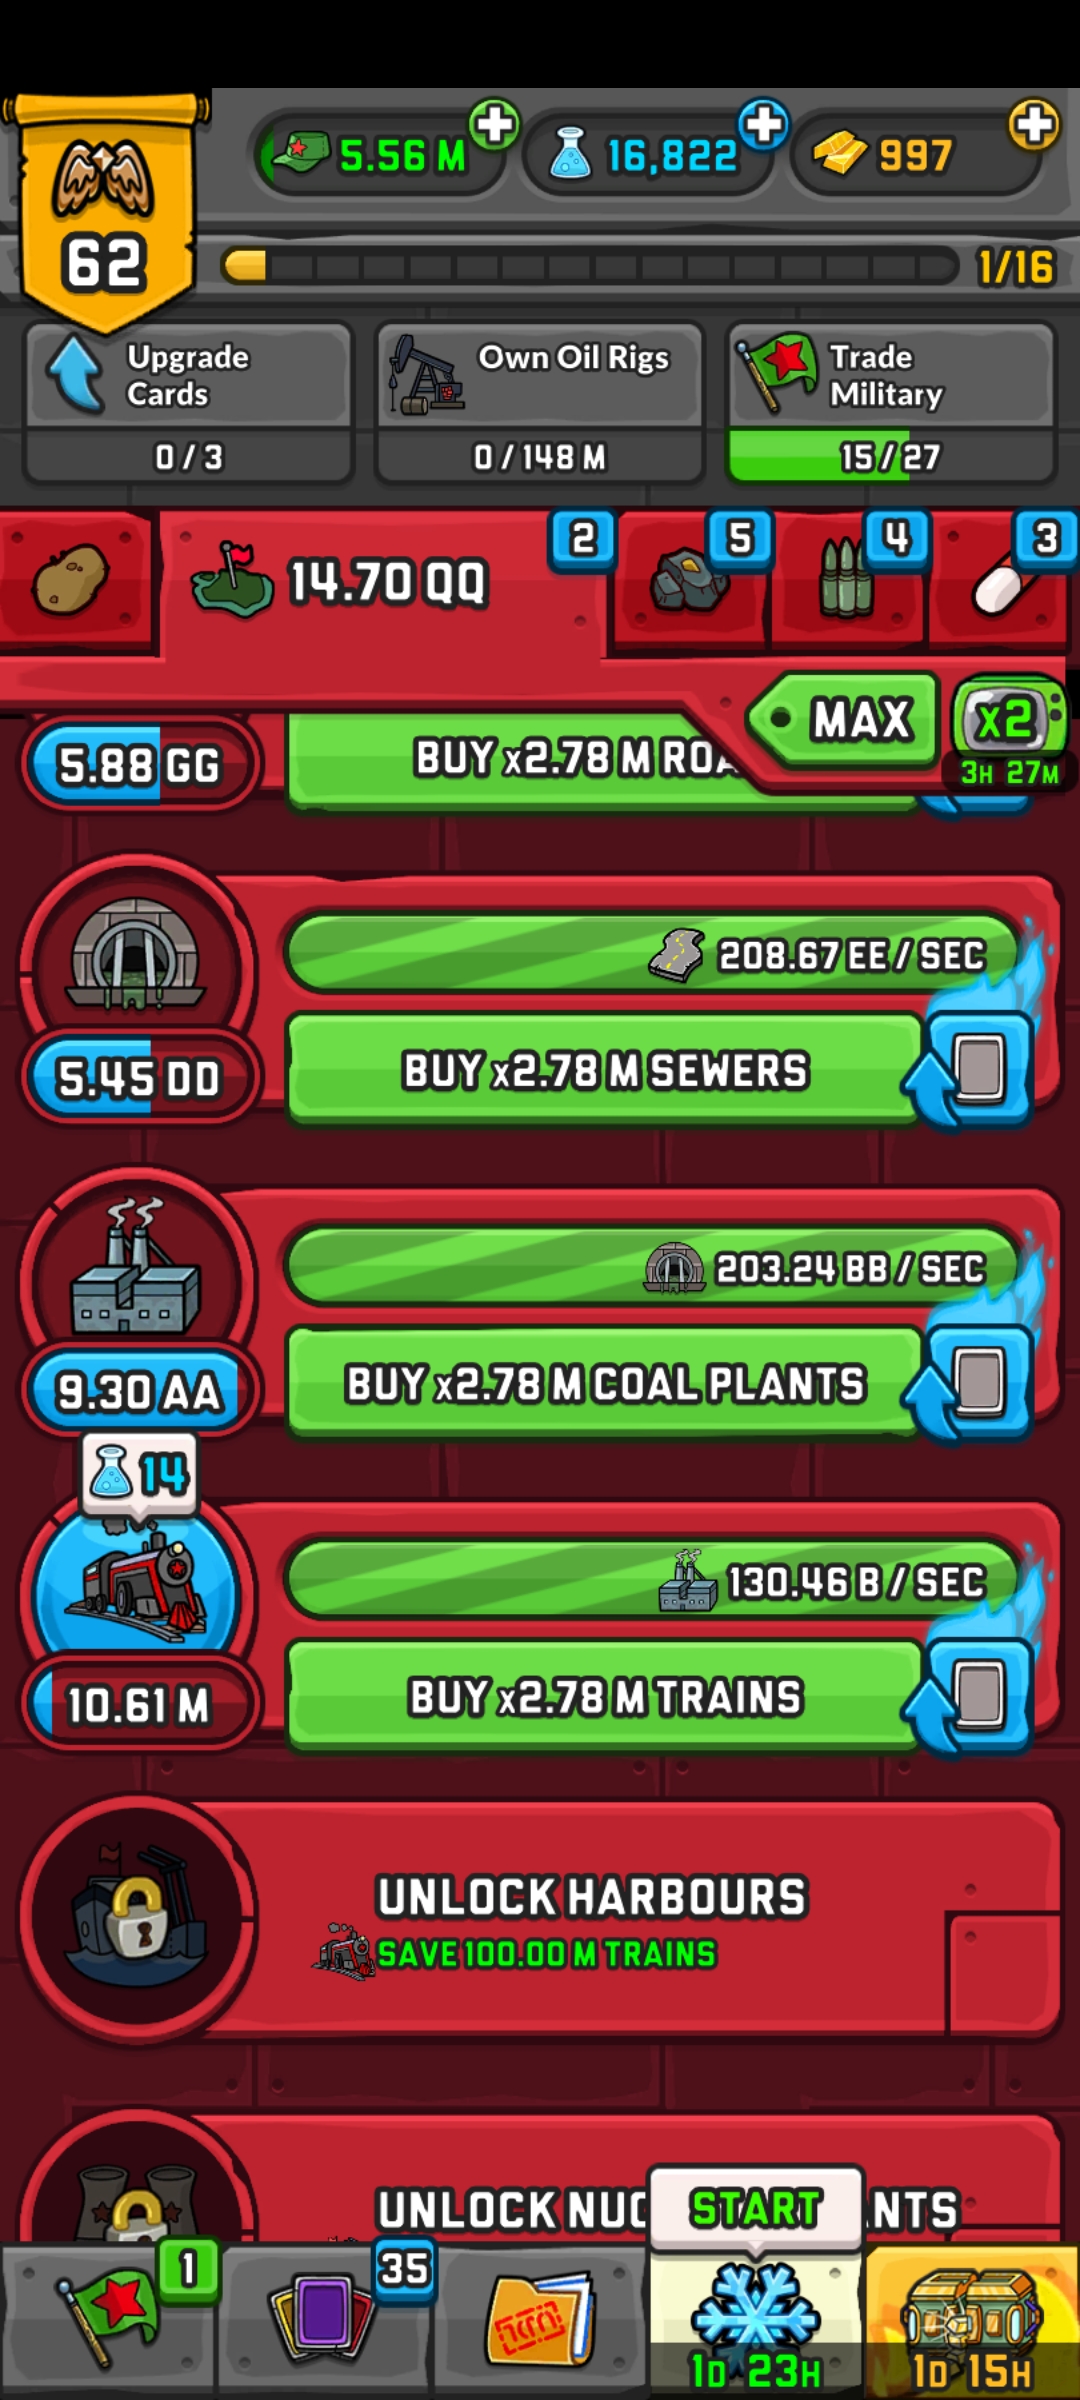 5.56 M
16,822
997
62
1/16
Upgrade
Cards
0 / 3
Own Oil Rigs
0 / 148 M
Trade
Military
15 / 27
14.70 QQ
2
5
4
3
MAX
x2
3H 27M
5.88 GG
BUY x2.78 M
208.67 EE / SEC
5.45 DD
BUY x2.78 M SEWERS
203.24 BB / SEC
9.30 AA
BUY x2.78 M COAL PLANTS
14
130.46 B / SEC
10.61 M
BUY x2.78 M TRAINS
UNLOCK HARBOURS
SAVE 100.00 M TRAINS
UNLOCK
START
1
35
1D 23H
1D 15H